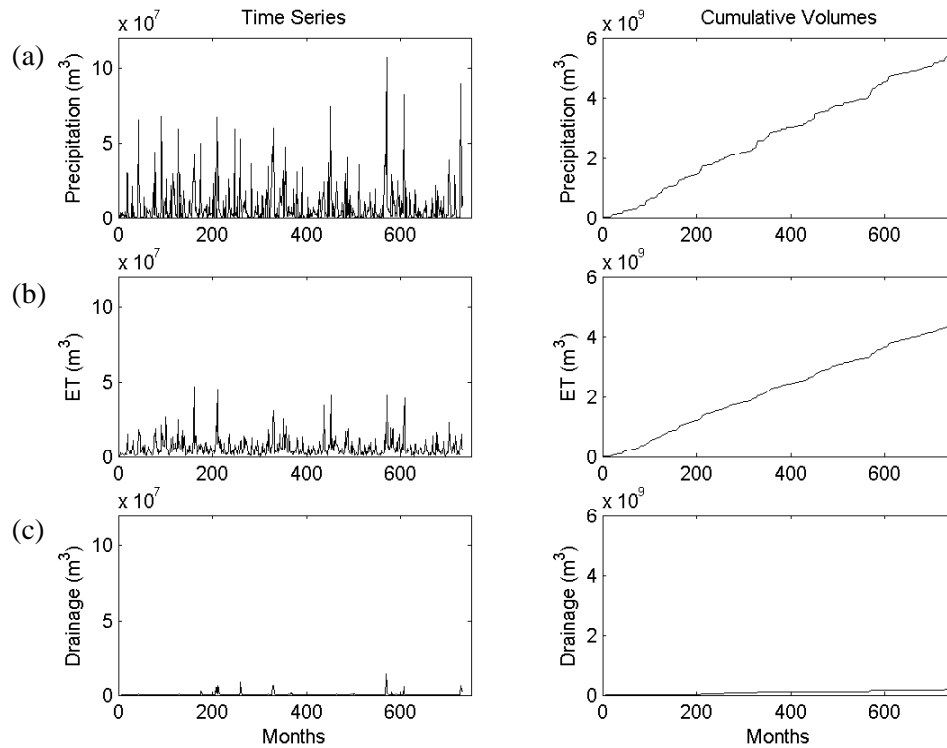 Time Series
Cumulative Volumes
(a)
x 10^7
10
5
0
Precipitation (m^3)
0 200 400 600
x 10^9
6
4
2
0
Precipitation (m^3)
0 200 400 600
(b)
x 10^7
10
5
0
ET (m^3)
0 200 400 600
x 10^9
6
4
2
0
ET (m^3)
0 200 400 600
(c)
x 10^7
10
5
0
Drainage (m^3)
0 200 400 600
Months
x 10^9
6
4
2
0
Drainage (m^3)
0 200 400 600
Months